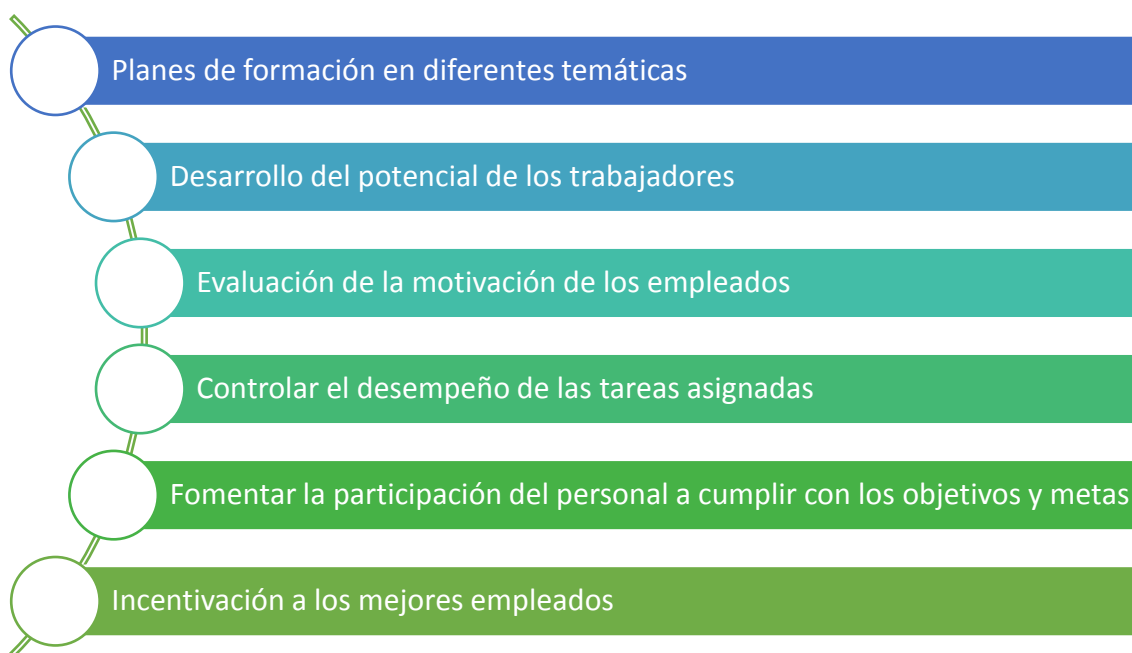 Planes de formación en diferentes temáticas
Desarrollo del potencial de los trabajadores
Evaluación de la motivación de los empleados
Controlar el desempeño de las tareas asignadas
Fomentar la participación del personal a cumplir con los objetivos y metas
Incentivación a los mejores empleados